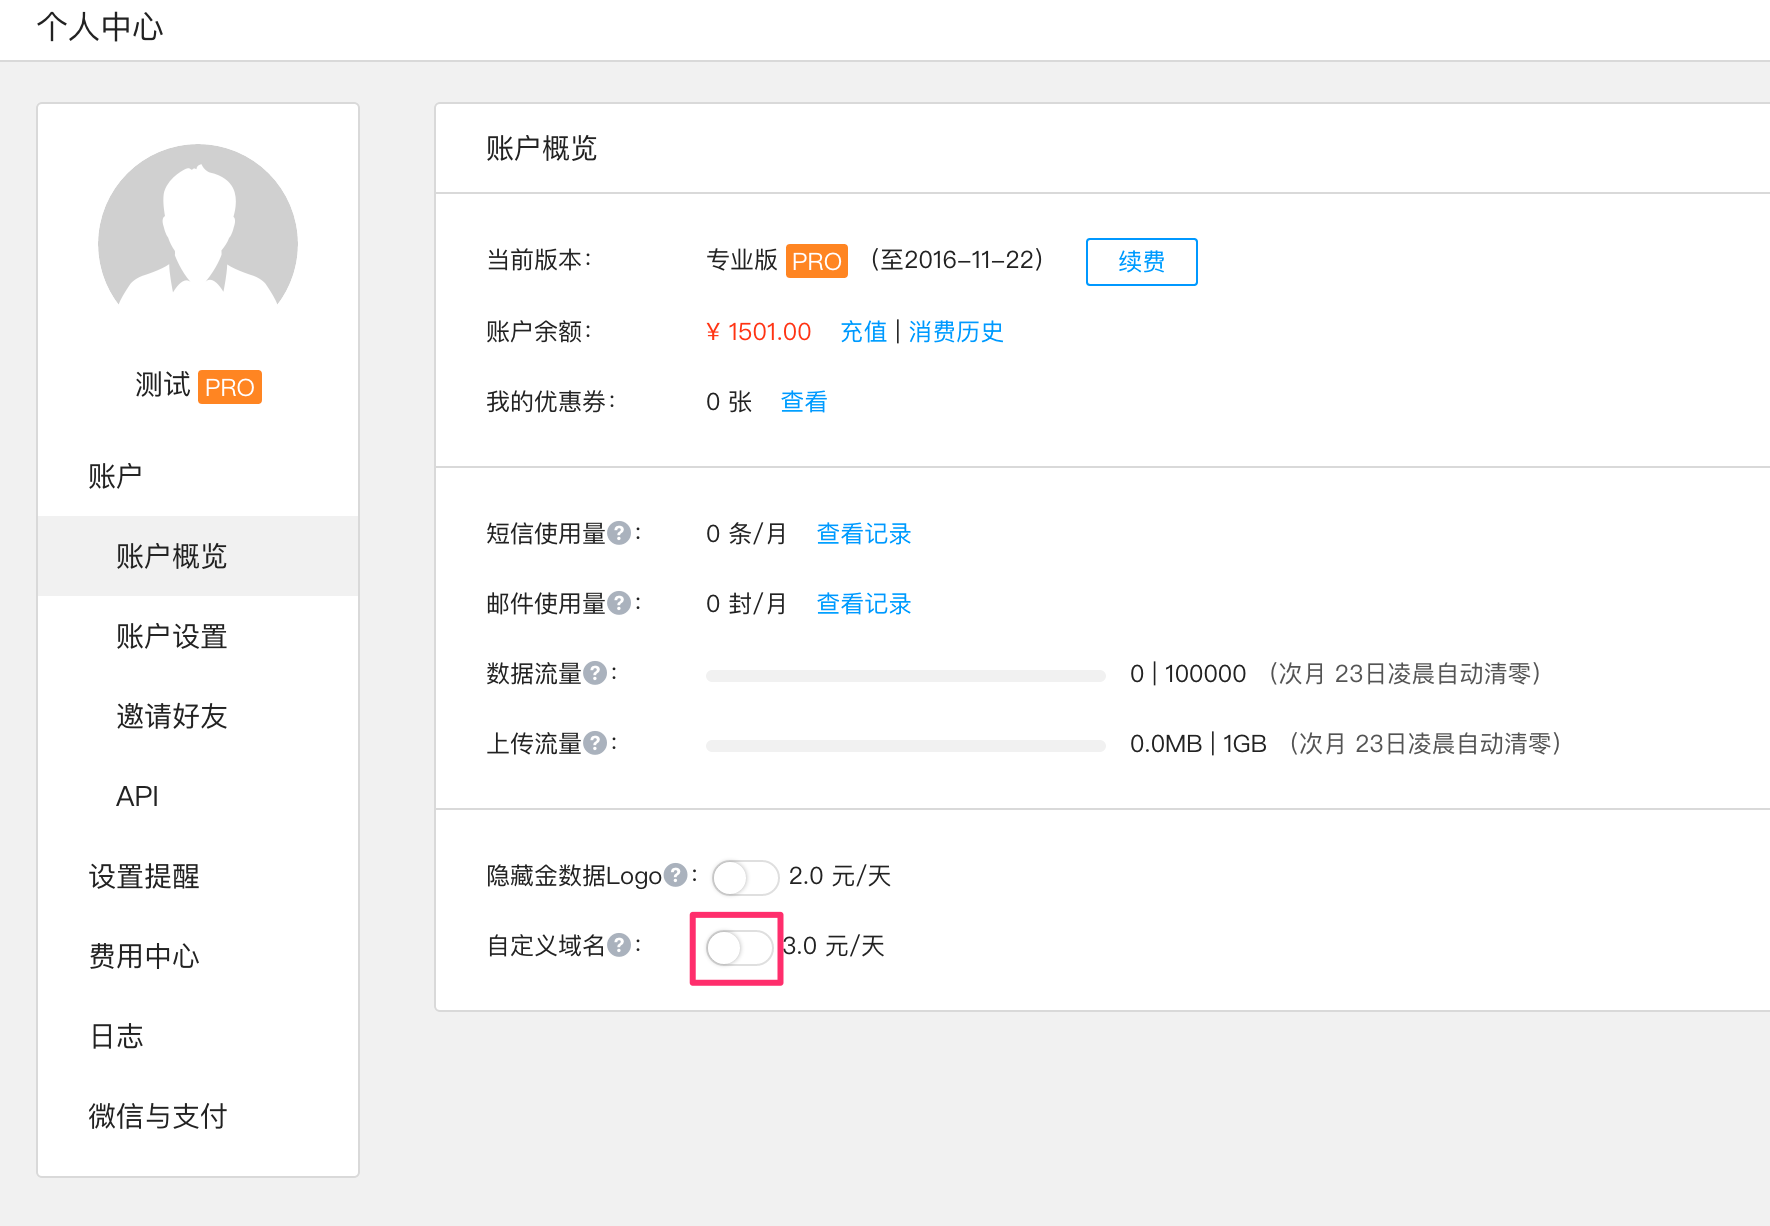 个人中心
测试 PRO
账户
账户概览
账户设置
邀请好友
API
设置提醒
费用中心
日志
微信与支付
账户概览
当前版本: 专业版 PRO （至2016-11-22） 续费
账户余额: ¥ 1501.00 充值 | 消费历史
我的优惠券: 0 张 查看
短信使用量?: 0 条/月 查看记录
邮件使用量?: 0 封/月 查看记录
数据流量?: 0 | 100000 （次月 23日凌晨自动清零）
上传流量?: 0.0MB | 1GB （次月 23日凌晨自动清零）
隐藏金数据Logo?: 2.0 元/天
自定义域名?: 3.0 元/天